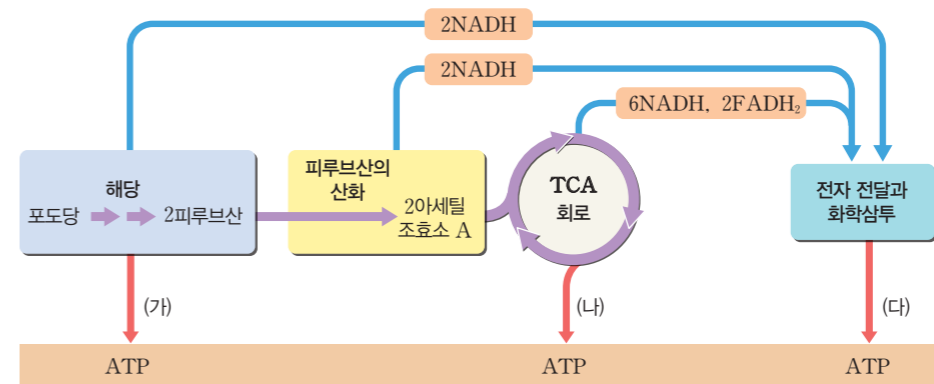 2NADH
2NADH
6NADH, 2FADH₂
해당
포도당 2피루브산
피루브산의
산화
2아세틸
조효소 A
TCA
회로
전자 전달과
화학삼투
(가)
(나)
(다)
ATP
ATP
ATP